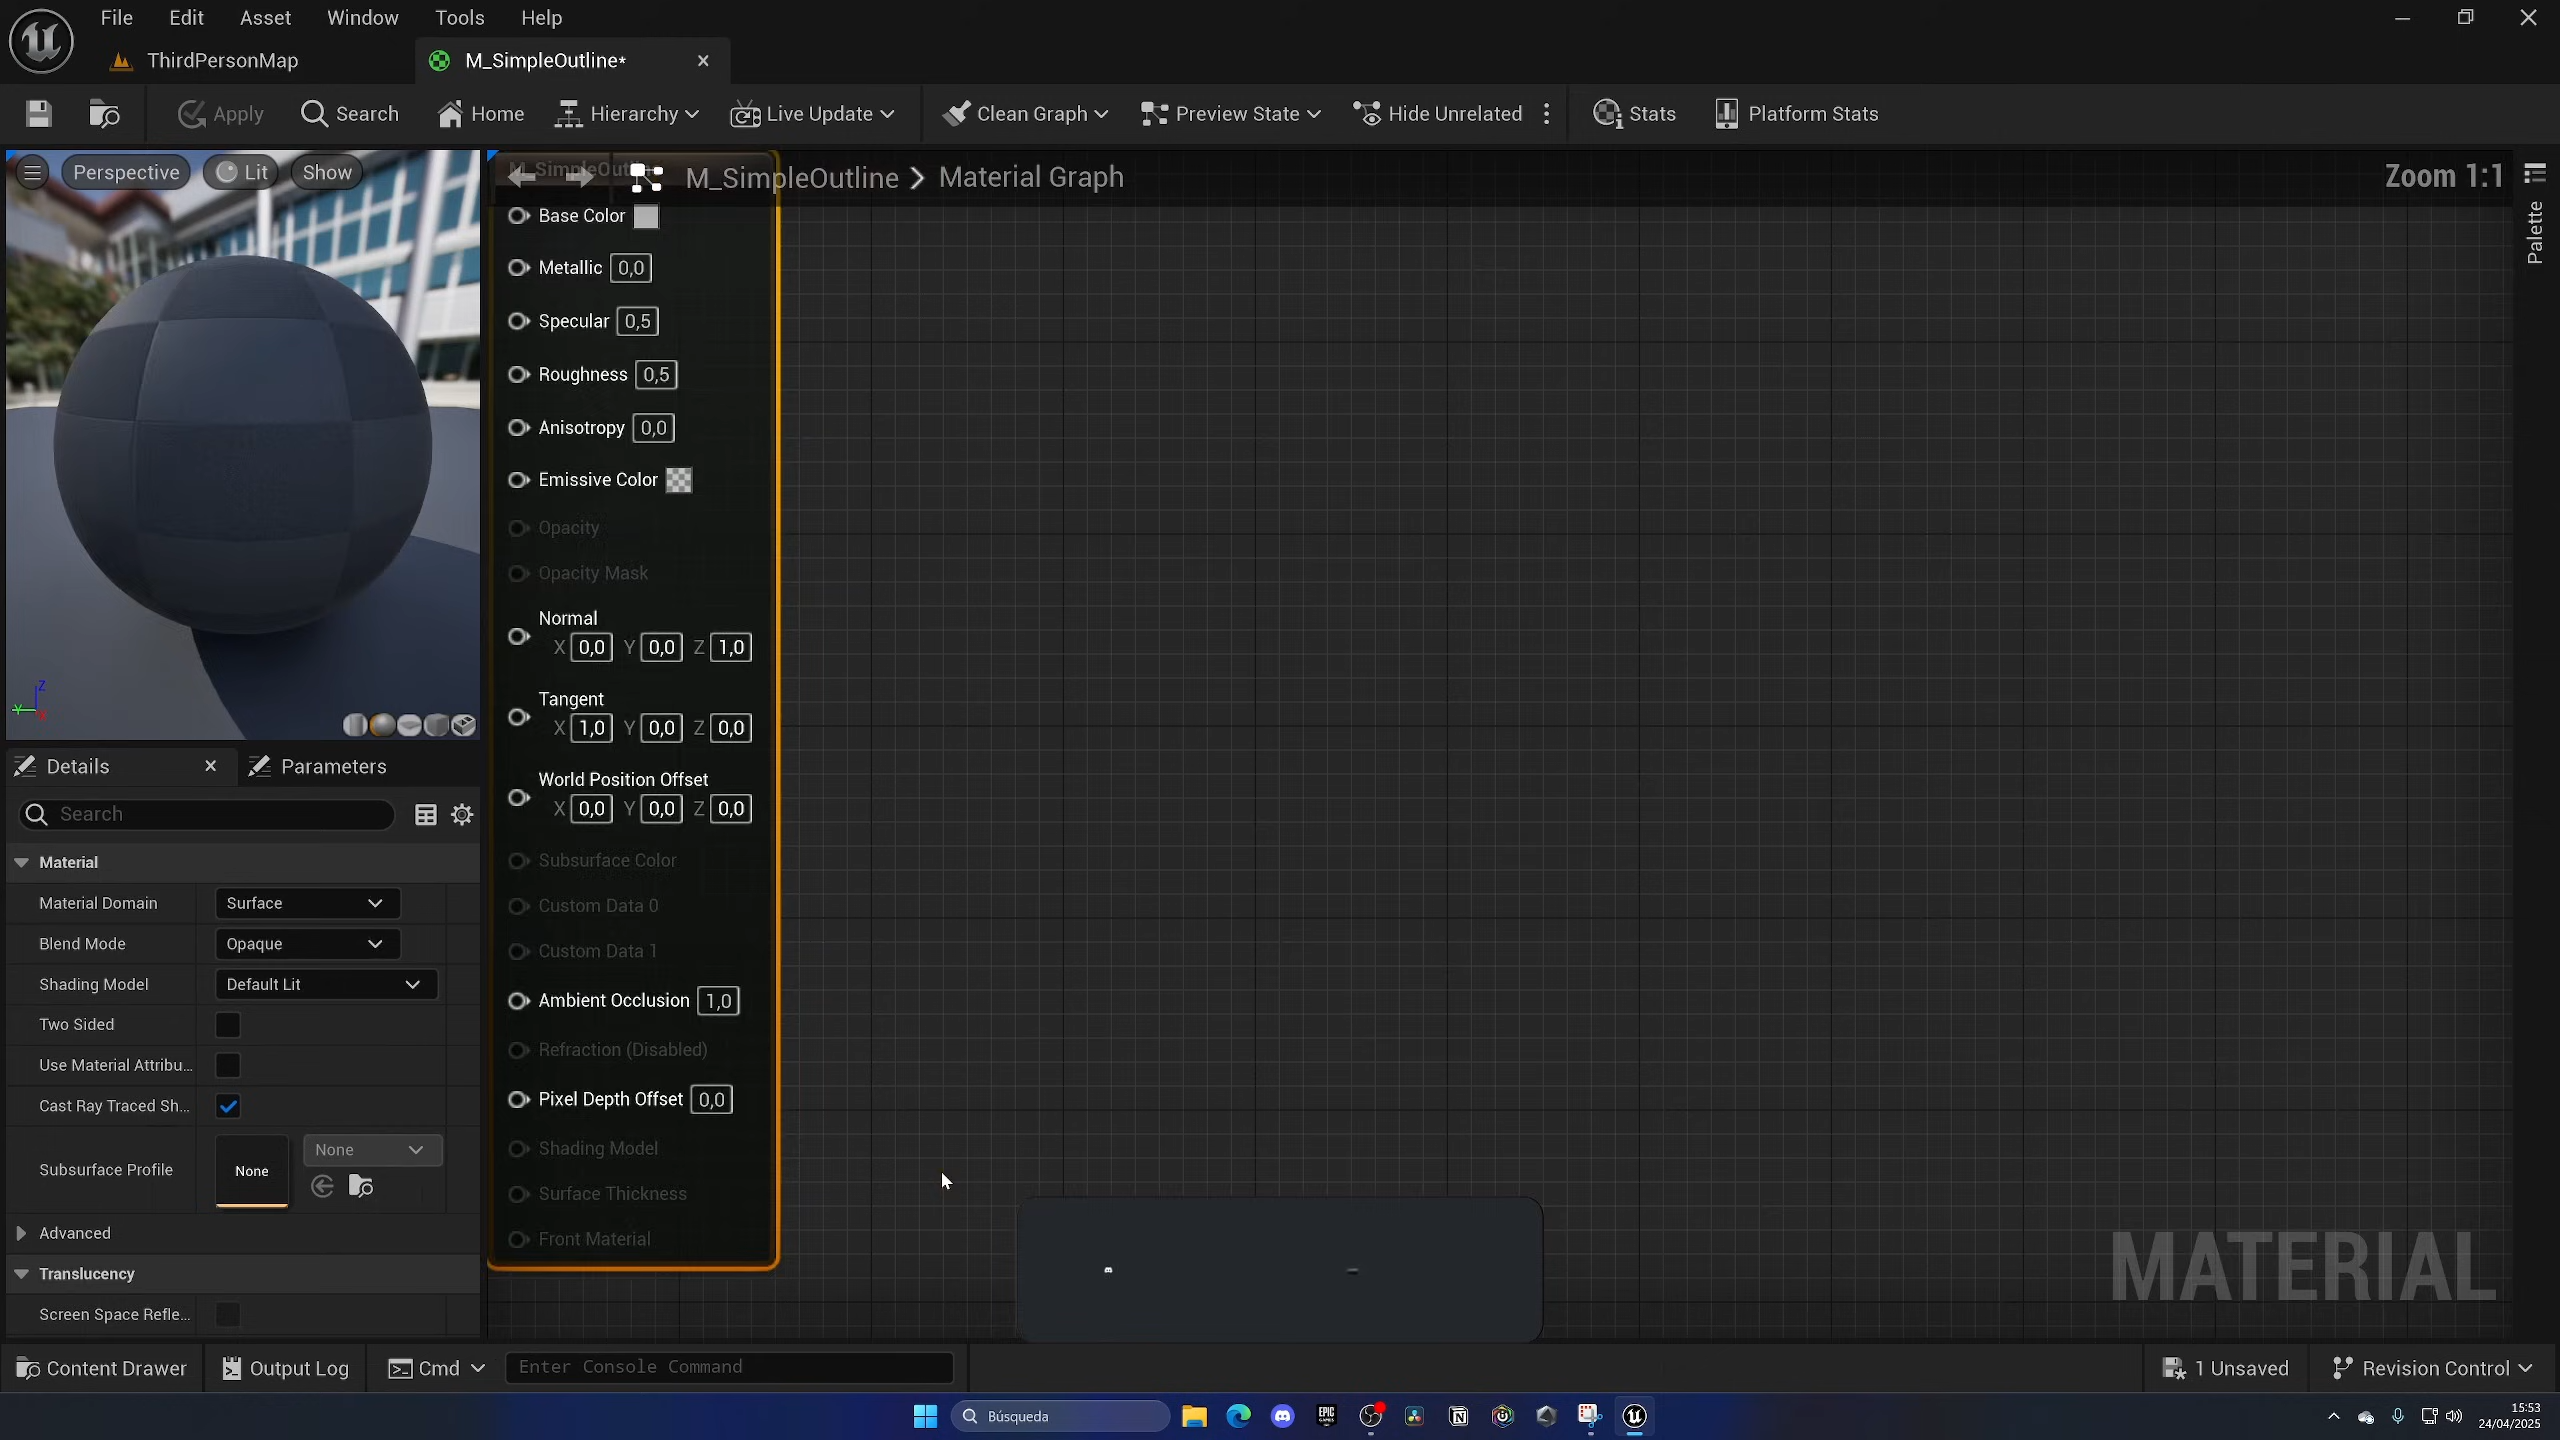 File Edit Asset Window Tools Help
ThirdPersonMap
M_SimpleOutline*
Apply Search Home Hierarchy Live Update Clean Graph Preview State Hide Unrelated Stats Platform Stats
Perspective Lit Show
M_SimpleOutline > Material Graph
Zoom 1:1
Palette
Base Color
Metallic 0,0
Specular 0,5
Roughness 0,5
Anisotropy 0,0
Emissive Color
Opacity
Opacity Mask
Normal
X 0,0 Y 0,0 Z 1,0
Tangent
X 1,0 Y 0,0 Z 0,0
World Position Offset
X 0,0 Y 0,0 Z 0,0
Subsurface Color
Custom Data 0
Custom Data 1
Ambient Occlusion 1,0
Refraction (Disabled)
Pixel Depth Offset 0,0
Shading Model
Surface Thickness
Front Material
MATERIAL
Z
Y
Details
Parameters
Search
Material
Material Domain Surface
Blend Mode Opaque
Shading Model Default Lit
Two Sided
Use Material Attribu...
Cast Ray Traced Sh...
Subsurface Profile None None
Advanced
Translucency
Screen Space Refle...
Content Drawer Output Log Cmd Enter Console Command
1 Unsaved Revision Control
Búsqueda
EPIC GAMES
15:53
24/04/2025